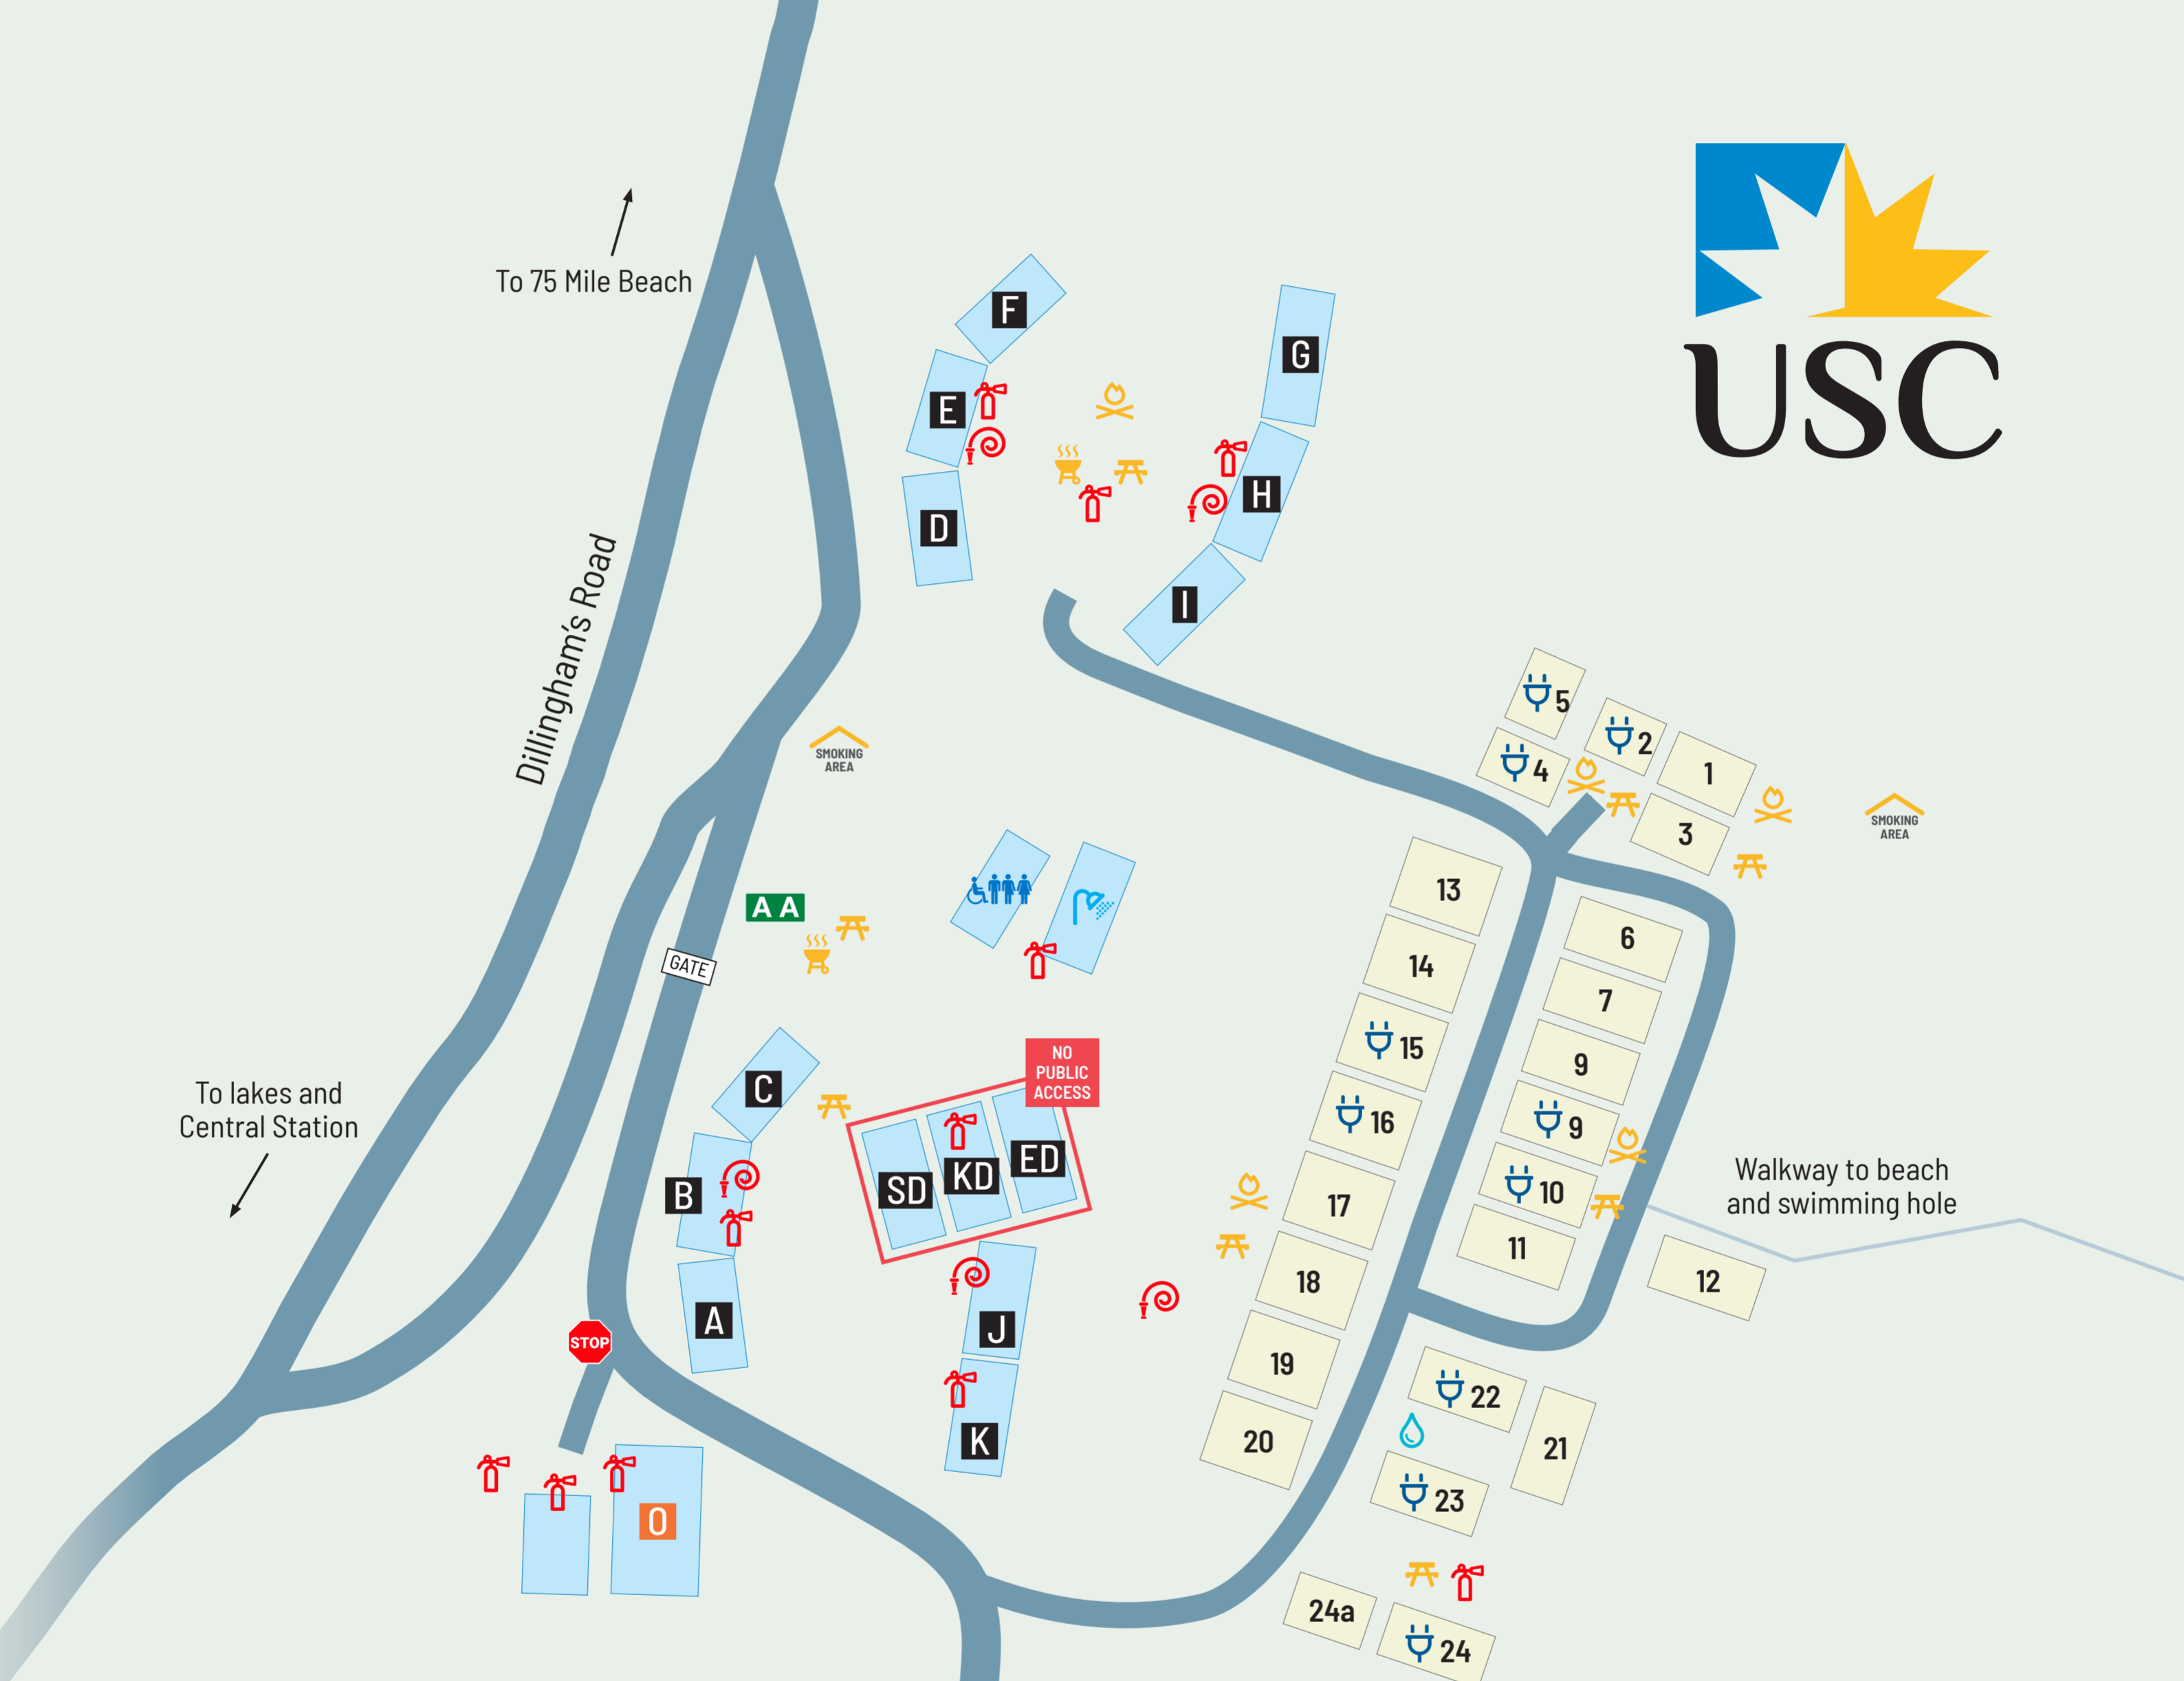 To 75 Mile Beach
USC
F
G
E
H
D
I
Dillingham's Road
5
2
4
1
3
SMOKING
AREA
SMOKING
AREA
A A
GATE
13
14
15
16
17
18
19
20
6
7
9
9
10
11
12
To lakes and
Central Station
C
B
A
NO
PUBLIC
ACCESS
SD
KD
ED
J
K
Walkway to beach
and swimming hole
STOP
O
22
21
23
24a
24